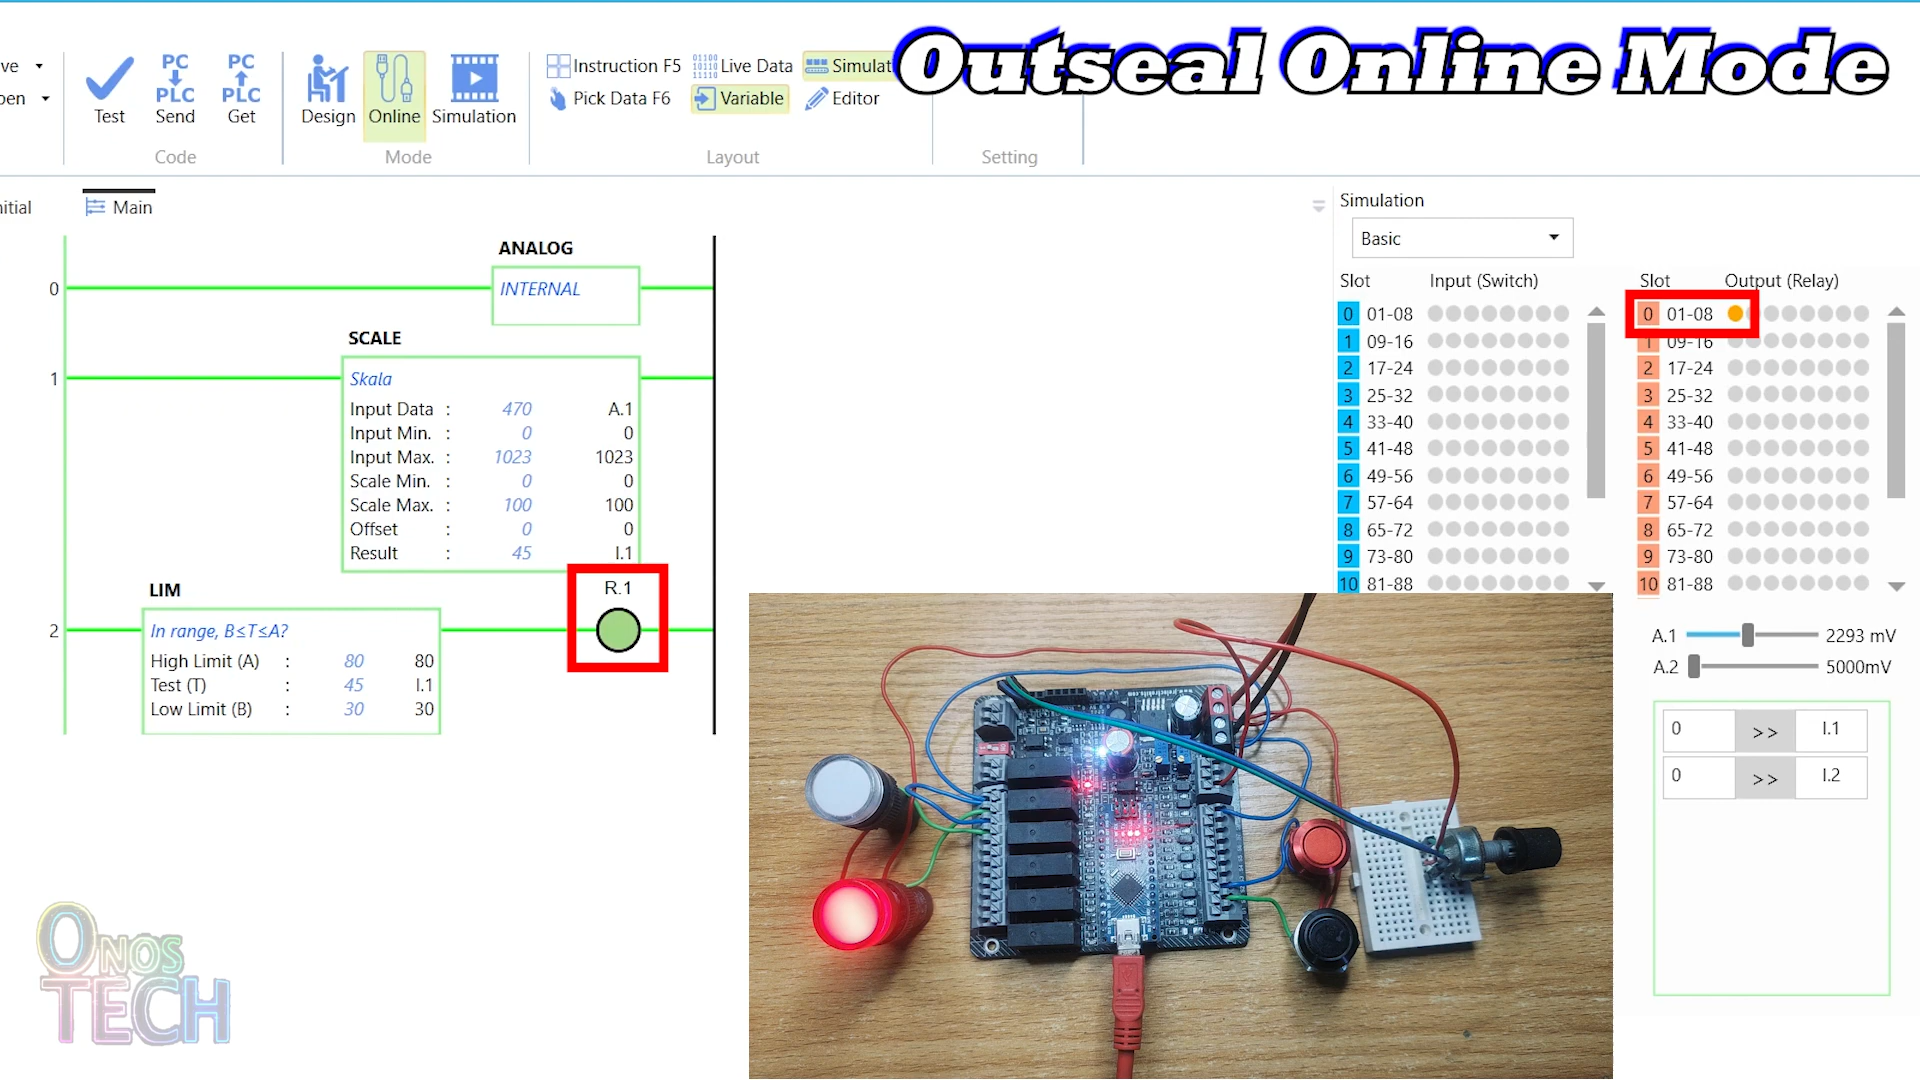 Outseal Online Mode
ve
pen
Test
PC PLC Send
PC PLC Get
Code
Design
Online
Simulation
Mode
Instruction F5
Live Data
Simulat
Pick Data F6
Variable
Editor
Layout
Setting
nitial
Main
0
ANALOG
INTERNAL
1
SCALE
Skala
Input Data : 470 A.1
Input Min. : 0 0
Input Max. : 1023 1023
Scale Min. : 0 0
Scale Max. : 100 100
Offset : 0 0
Result : 45 I.1
2
LIM
In range, B≤T≤A?
High Limit (A) : 80 80
Test (T) : 45 I.1
Low Limit (B) : 30 30
R.1
Simulation
Basic
Slot Input (Switch)
0 01-08
1 09-16
2 17-24
3 25-32
4 33-40
5 41-48
6 49-56
7 57-64
8 65-72
9 73-80
10 81-88
Slot Output (Relay)
0 01-08
1 09-16
2 17-24
3 25-32
4 33-40
5 41-48
6 49-56
7 57-64
8 65-72
9 73-80
10 81-88
A.1 2293 mV
A.2 5000mV
0 >> I.1
0 >> I.2
ONOS
TECH